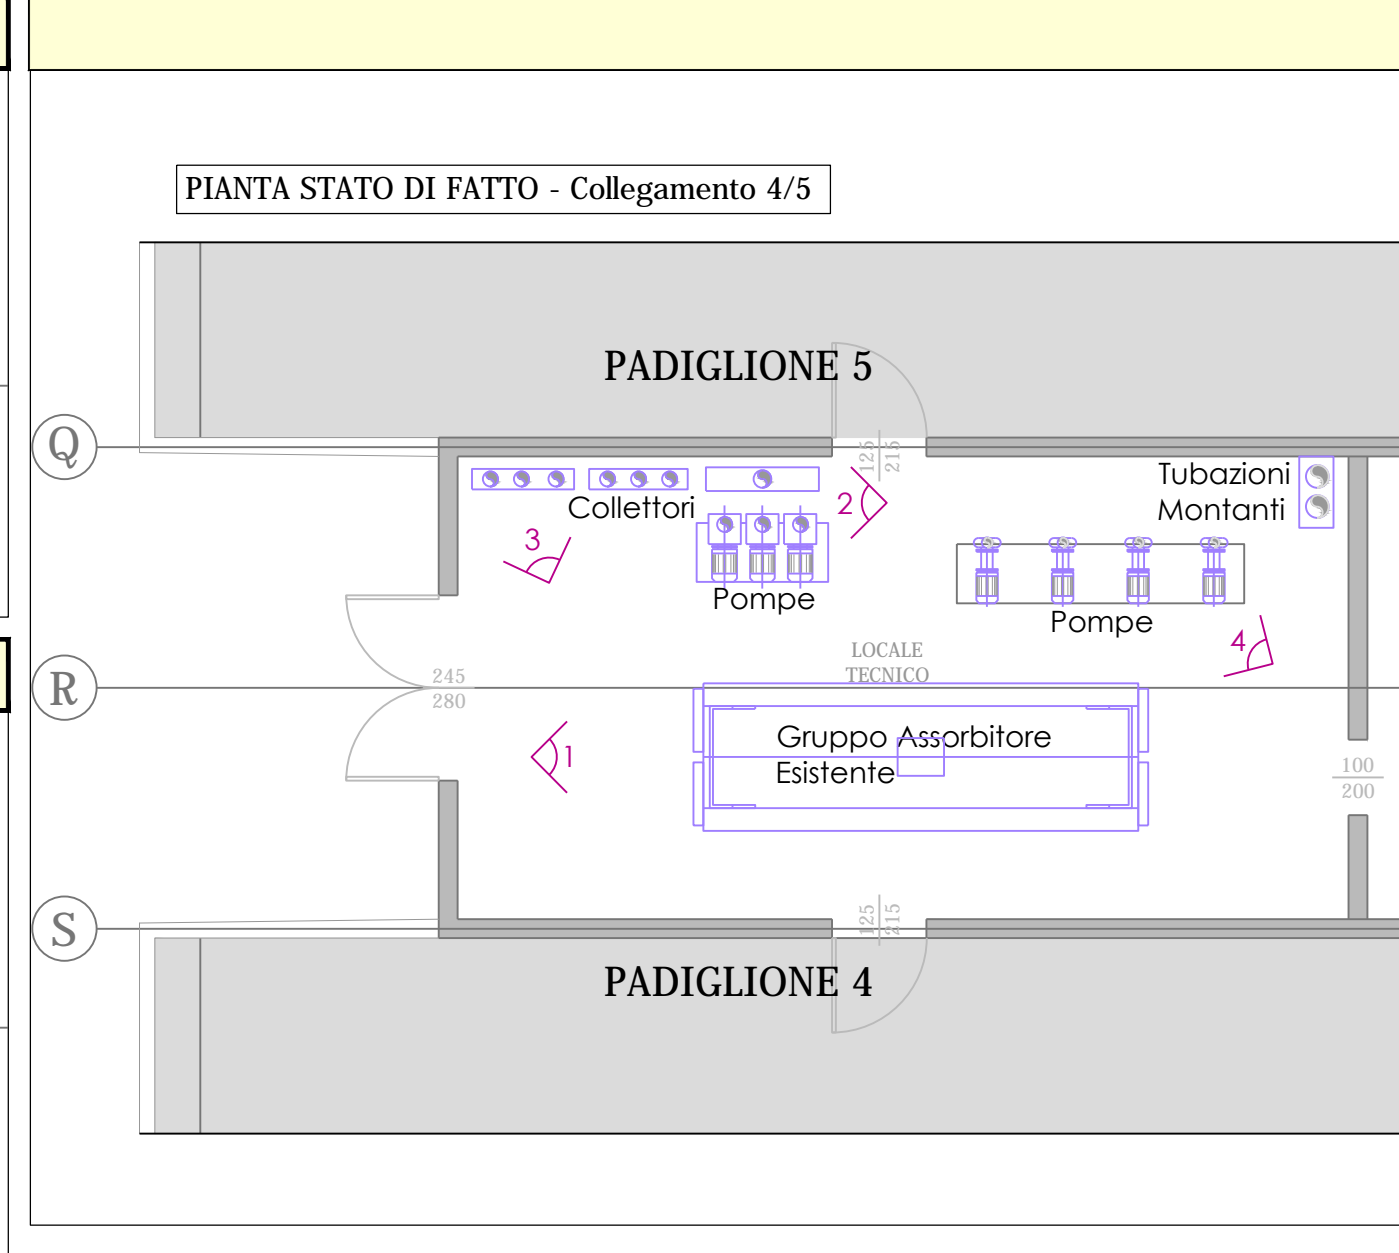 PIANTA STATO DI FATTO - Collegamento 4/5
PADIGLIONE 5
Q
125
215
Tubazioni
Montanti
Collettori
2
3
Pompe
Pompe
4
LOCALE
TECNICO
R
245
280
Gruppo Assorbitore
Esistente
1
100
200
S
125
215
PADIGLIONE 4